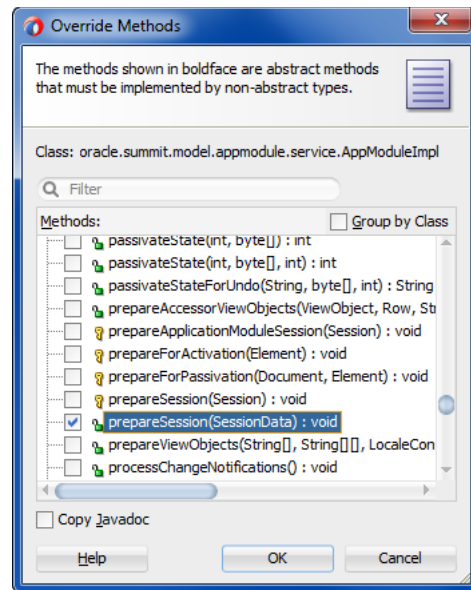 Override Methods
The methods shown in boldface are abstract methods
that must be implemented by non-abstract types.
Class: oracle.summit.model.appmodule.service.AppModuleImpl
Filter
Methods:
Group by Class
passivateState(int, byte[]) : int
passivateState(int, byte[], int) : int
passivateStateForUndo(String, byte[], int) : String
prepareAccessorViewObjects(ViewObject, Row, Str
prepareApplicationModuleSession(Session) : void
prepareForActivation(Element) : void
prepareForPassivation(Document, Element) : void
prepareSession(Session) : void
prepareSession(SessionData) : void
prepareViewObjects(String[], String[][], LocaleCon
processChangeNotifications() : void
Copy Javadoc
Help
OK
Cancel